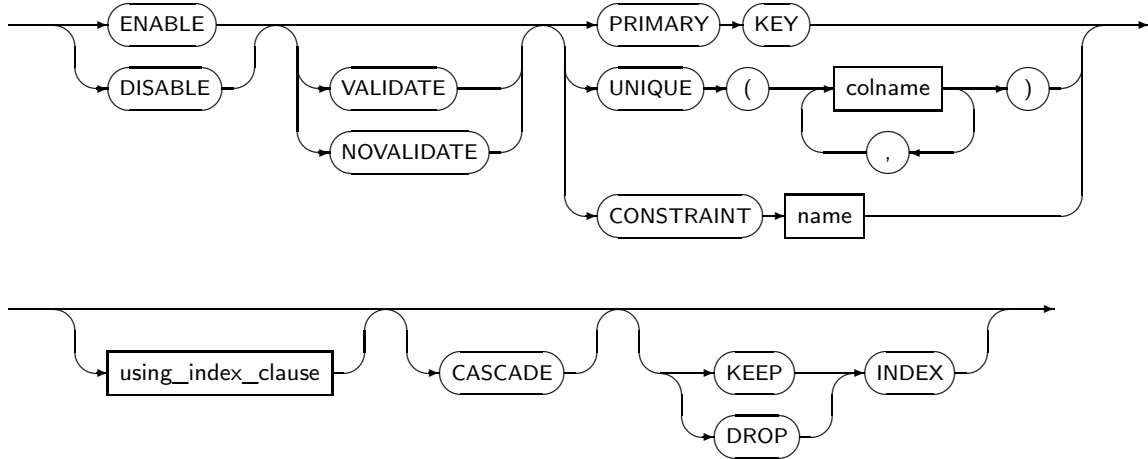 ENABLE PRIMARY KEY
DISABLE VALIDATE UNIQUE ( colname )
NOVALIDATE ,
CONSTRAINT name
using_index_clause CASCADE KEEP INDEX
DROP